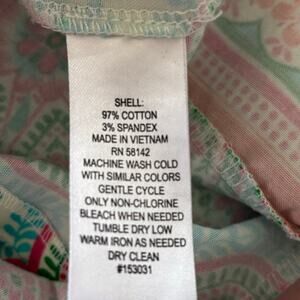 SHELL:
97% COTTON
3% SPANDEX
MADE IN VIETNAM
RN 58142
MACHINE WASH COLD
WITH SIMILAR COLORS
GENTLE CYCLE
ONLY NON-CHLORINE
BLEACH WHEN NEEDED
TUMBLE DRY LOW
WARM IRON AS NEEDED
DRY CLEAN
#153031